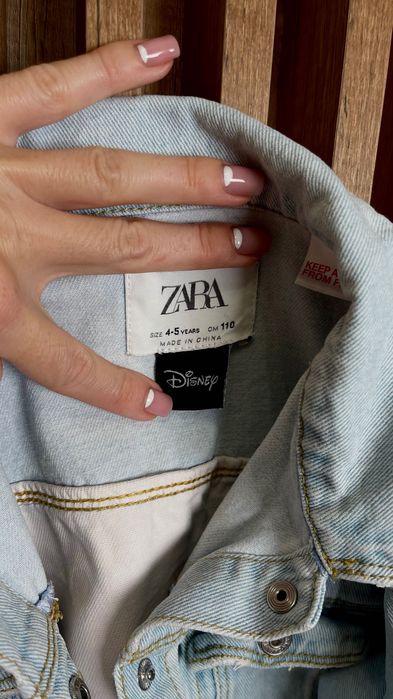 ZARA
SIZE 4-5 YEARS CM 110
MADE IN CHINA
Disney
KEEP A
FROM F